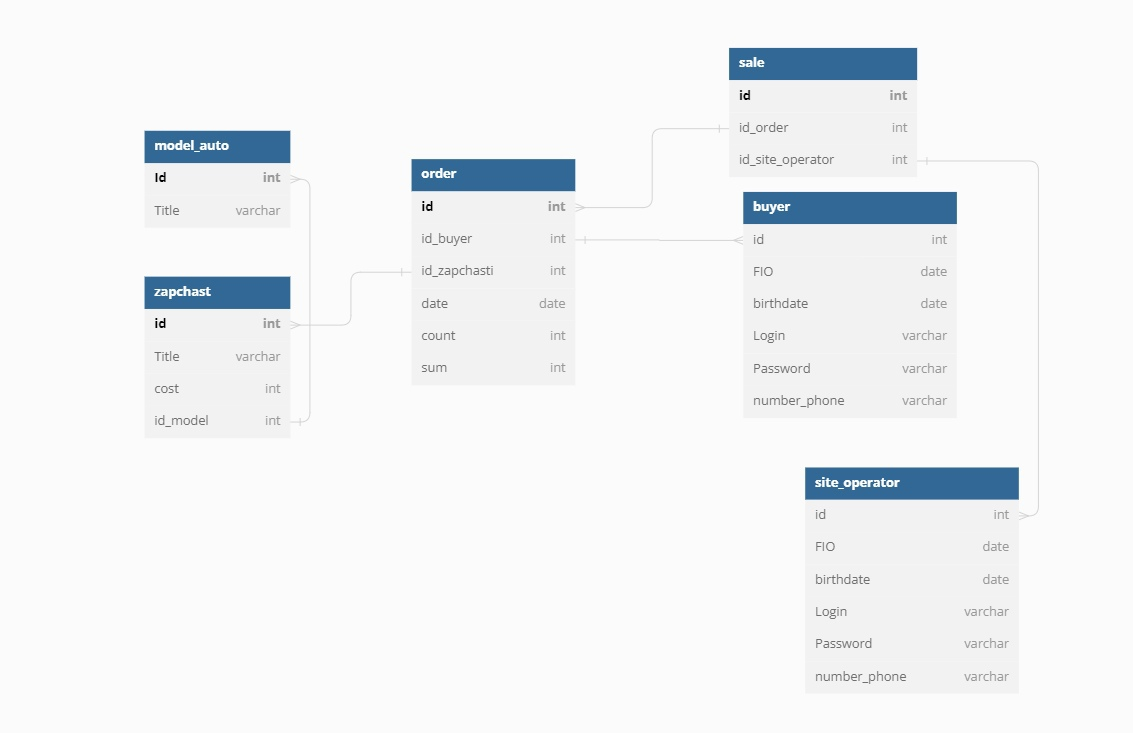 model_auto
Id int
Title varchar
zapchast
id int
Title varchar
cost int
id_model int
order
id int
id_buyer int
id_zapchasti int
date date
count int
sum int
sale
id int
id_order int
id_site_operator int
buyer
id int
FIO date
birthdate date
Login varchar
Password varchar
number_phone varchar
site_operator
id int
FIO date
birthdate date
Login varchar
Password varchar
number_phone varchar